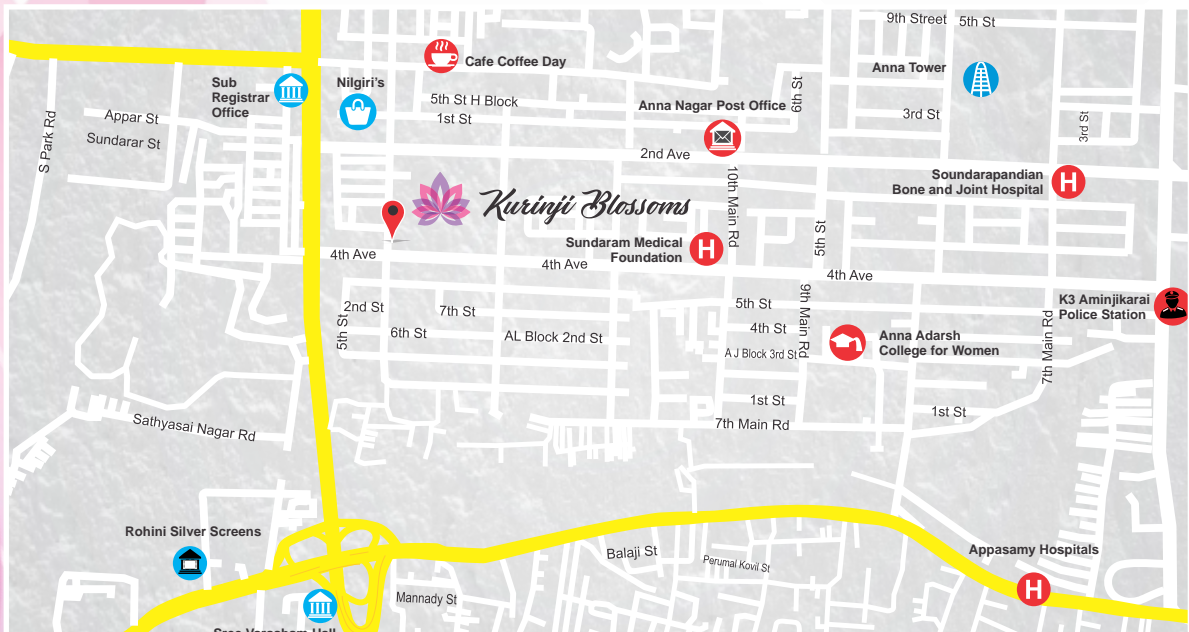 9th Street
5th St
Cafe Coffee Day
Anna Tower
Sub
Registrar
Office
Nilgiri's
6th St
5th St H Block
1st St
Anna Nagar Post Office
S Park Rd
Appar St
Sundarar St
3rd St
3rd St
2nd Ave
Soundarapandian
Bone and Joint Hospital
H
10th Main Rd
Kurinji Blossoms
Sundaram Medical
Foundation
H
5th St
4th Ave
4th Ave
4th Ave
2nd St
7th St
5th St
6th St
AL Block 2nd St
5th St
4th St
A J Block 3rd St
9th Main Rd
K3 Aminjikarai
Police Station
Anna Adarsh
College for Women
7th Main Rd
1st St
1st St
7th Main Rd
Sathyasai Nagar Rd
Rohini Silver Screens
Balaji St
Perumal Kovil St
Appasamy Hospitals
H
Mannady St